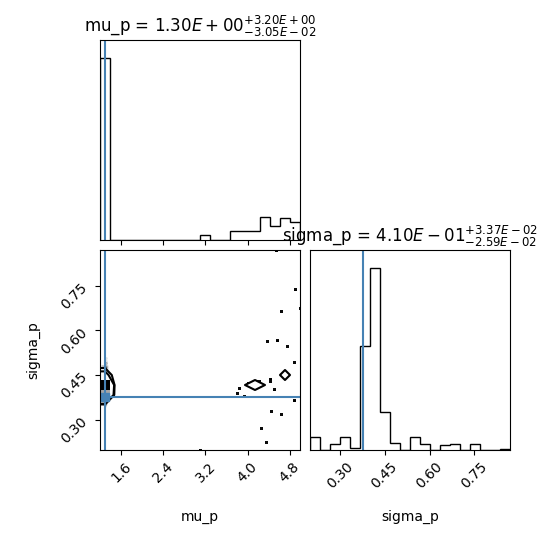 mu_p = 1.30E + 00+3.20E + 00
−3.05E − 02
sigma_p = 4.10E − 01+3.37E − 02
−2.59E − 02
sigma_p
0.75
0.60
0.45
0.30
1.6 2.4 3.2 4.0 4.8
0.30 0.45 0.60 0.75
mu_p
sigma_p